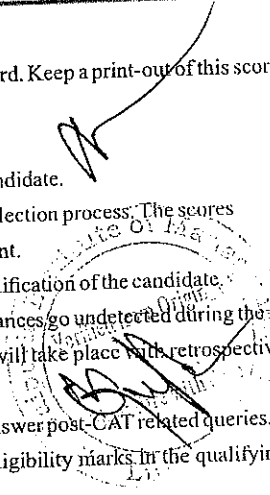 rd. Keep a print-out of this scor
ndidate.
lection process. The scores
nt.
lification of the candidate.
ances go undetected during the
will take place with retrospectiv
swer post-CAT related queries.
ligibility marks in the qualifyin